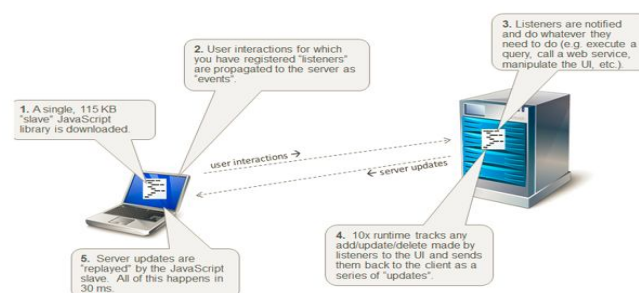 1. A single, 115 KB
"slave" JavaScript
library is downloaded.
2. User interactions for which
you have registered "listeners"
are propagated to the server as
"events".
3. Listeners are notified
and do whatever they
need to do (e.g. execute a
query, call a web service,
manipulate the UI, etc.).
user interactions →
← server updates
4. 10x runtime tracks any
add/update/delete made by
listeners to the UI and sends
them back to the client as a
series of "updates".
5. Server updates are
"replayed" by the JavaScript
slave. All of this happens in
30 ms.